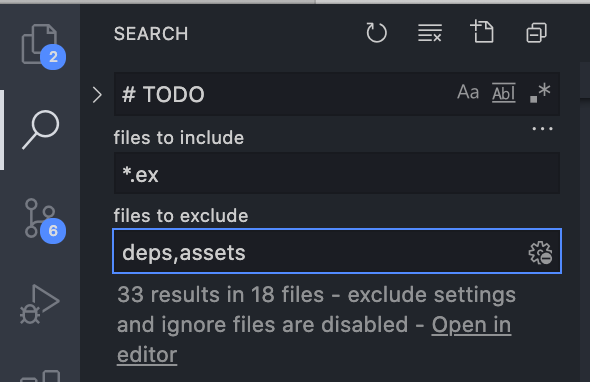 SEARCH
2
# TODO
Aa Abl .*
files to include
...
*.ex
files to exclude
6
deps,assets
33 results in 18 files - exclude settings
and ignore files are disabled - Open in
editor